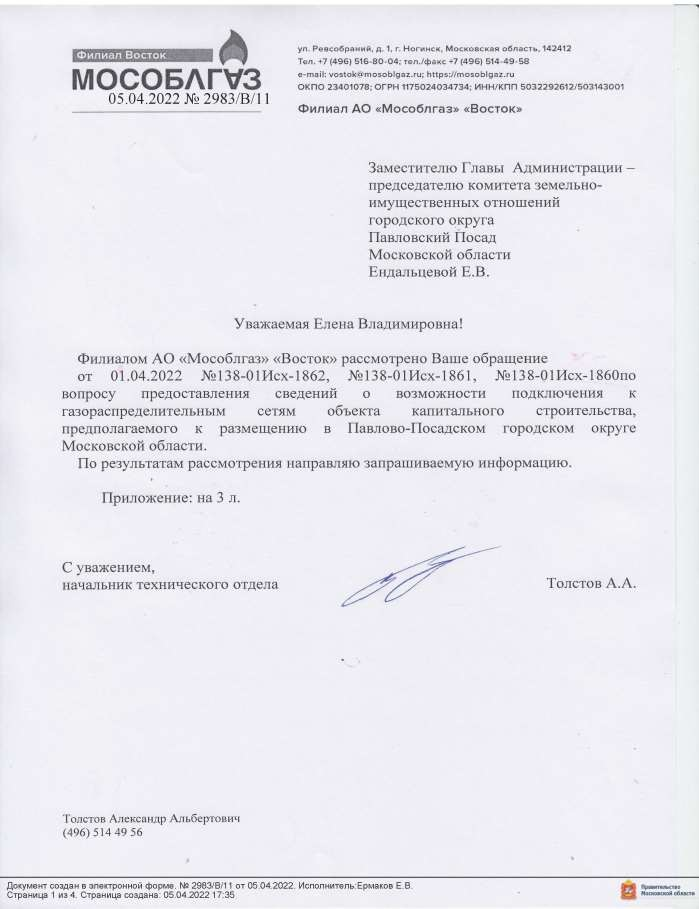 Филиал Восток
МОСОБЛГАЗ
05.04.2022 № 2983/В/11
ул. Ревсобраний, д. 1, г. Ногинск, Московская область, 142412
Тел. +7 (496) 516-80-04; тел./факс +7 (496) 514-49-58
e-mail: vostok@mosoblgaz.ru; https://mosoblgaz.ru
ОКПО 23401078; ОГРН 1175024034734; ИНН/КПП 5032292612/503143001
Филиал АО «Мособлгаз» «Восток»
Заместителю Главы Администрации –
председателю комитета земельно-
имущественных отношений
городского округа
Павловский Посад
Московской области
Ендальцевой Е.В.
Уважаемая Елена Владимировна!
Филиалом АО «Мособлгаз» «Восток» рассмотрено Ваше обращение
от 01.04.2022 №138-01Исх-1862, №138-01Исх-1861, №138-01Исх-1860по
вопросу предоставления сведений о возможности подключения к
газораспределительным сетям объекта капитального строительства,
предполагаемого к размещению в Павлово-Посадском городском округе
Московской области.
По результатам рассмотрения направляю запрашиваемую информацию.
Приложение: на 3 л.
С уважением,
начальник технического отдела
Толстов А.А.
Толстов Александр Альбертович
(496) 514 49 56
Документ создан в электронной форме. № 2983/В/11 от 05.04.2022. Исполнитель:Ермаков Е.В.
Страница 1 из 4. Страница создана: 05.04.2022 17:35
Правительство
Московской области